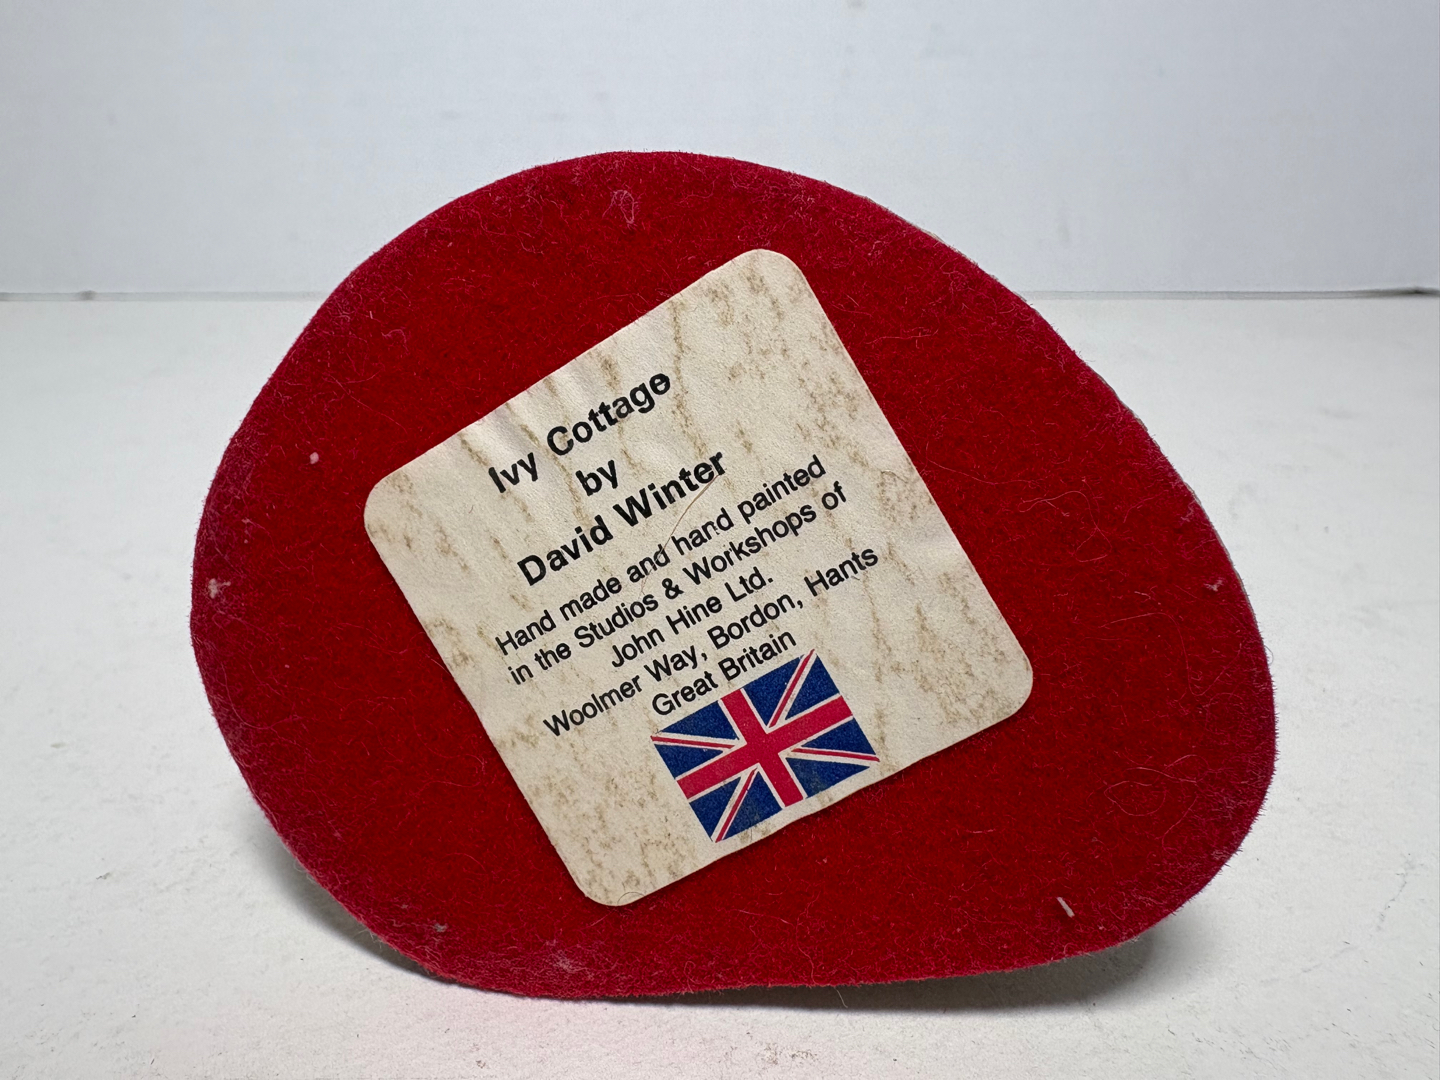 Ivy Cottage
by
David Winter
Hand made and hand painted
in the Studios & Workshops of
John Hine Ltd.
Woolmer Way, Bordon, Hants
Great Britain